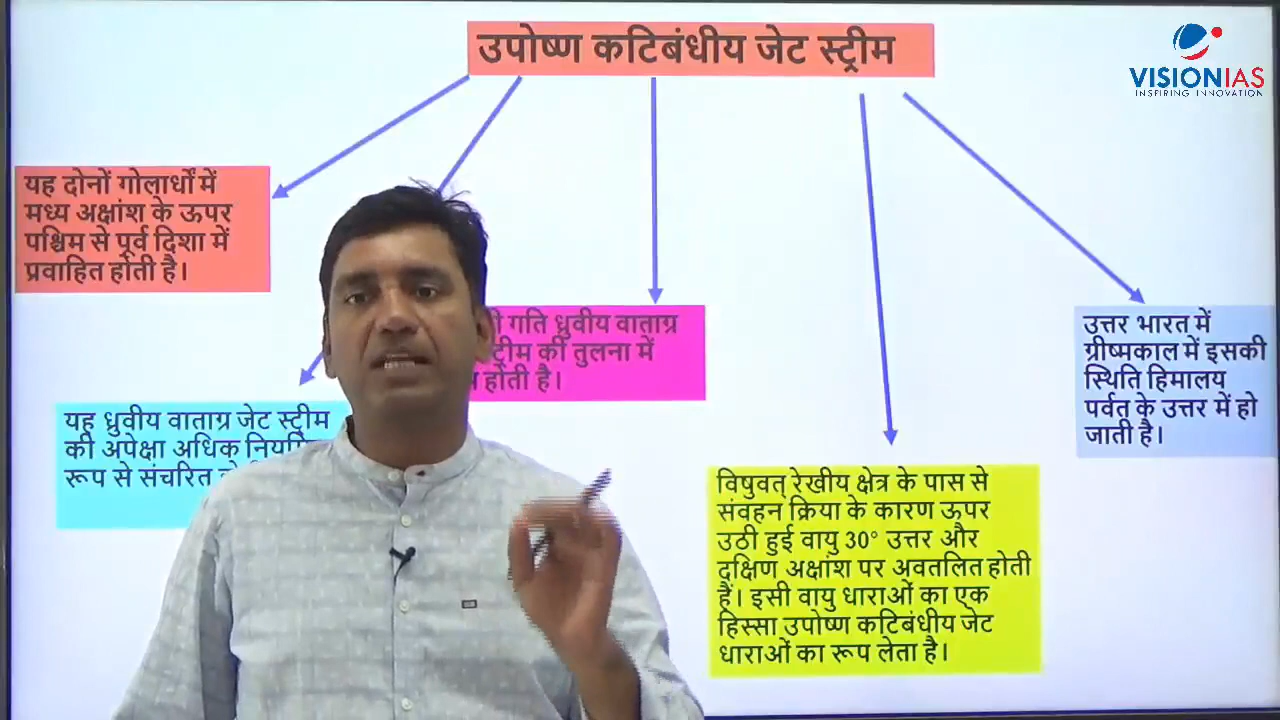 उपोष्ण कटिबंधीय जेट स्ट्रीम
VISIONIAS
INSPIRING INNOVATION
यह दोनों गोलार्धों में
मध्य अक्षांश के ऊपर
पश्चिम से पूर्व दिशा में
प्रवाहित होती है।
यह ध्रुवीय वाताग्र जेट स्ट्रीम
की अपेक्षा अधिक
रूप से संचरित
गति ध्रुवीय वाताग्र
की तुलना में
होती है।
विषुवत् रेखीय क्षेत्र के पास से
संवहन क्रिया के कारण ऊपर
उठी हुई वायु 30° उत्तर और
दक्षिण अक्षांश पर अवतलित होती
हैं। इसी वायु धाराओं का एक
हिस्सा उपोष्ण कटिबंधीय जेट
धाराओं का रूप लेता है।
उत्तर भारत में
ग्रीष्मकाल में इसकी
स्थिति हिमालय
पर्वत के उत्तर में हो
जाती है।